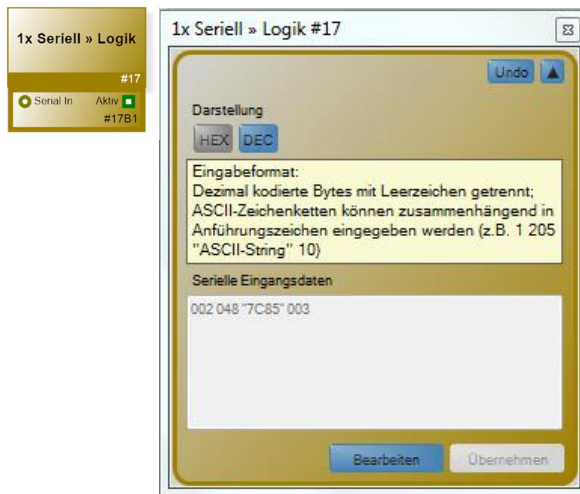 1x Seriell » Logik
#17
Serial In Aktiv
#17B1
1x Seriell » Logik #17
Undo
Darstellung
HEX DEC
Eingabeformat:
Dezimal kodierte Bytes mit Leerzeichen getrennt;
ASCII-Zeichenketten können zusammenhängend in
Anführungszeichen eingegeben werden (z.B. 1 205
"ASCII-String" 10)
Serielle Eingangsdaten
002 048 "7C85" 003
Bearbeiten Übernehmen